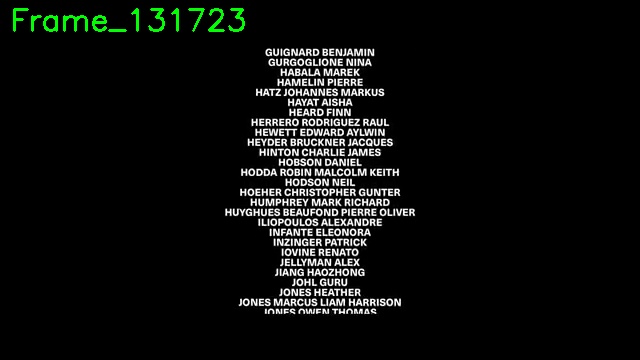 Frame_131723
GUIGNARD BENJAMIN
GURGOGLIONE NINA
HABALA MAREK
HAMELIN PIERRE
HATZ JOHANNES MARKUS
HAYAT AISHA
HEARD FINN
HERRERO RODRIGUEZ RAUL
HEWETT EDWARD AYLWIN
HEYDER BRUCKNER JACQUES
HINTON CHARLIE JAMES
HOBSON DANIEL
HODDA ROBIN MALCOLM KEITH
HODSON NEIL
HOEHER CHRISTOPHER GUNTER
HUMPHREY MARK RICHARD
HUYGHUES BEAUFOND PIERRE OLIVER
ILIOPOULOS ALEXANDRE
INFANTE ELEONORA
INZINGER PATRICK
IOVINE RENATO
JELLYMAN ALEX
JIANG HAOZHONG
JOHL GURU
JONES HEATHER
JONES MARCUS LIAM HARRISON
JONES OWEN THOMAS